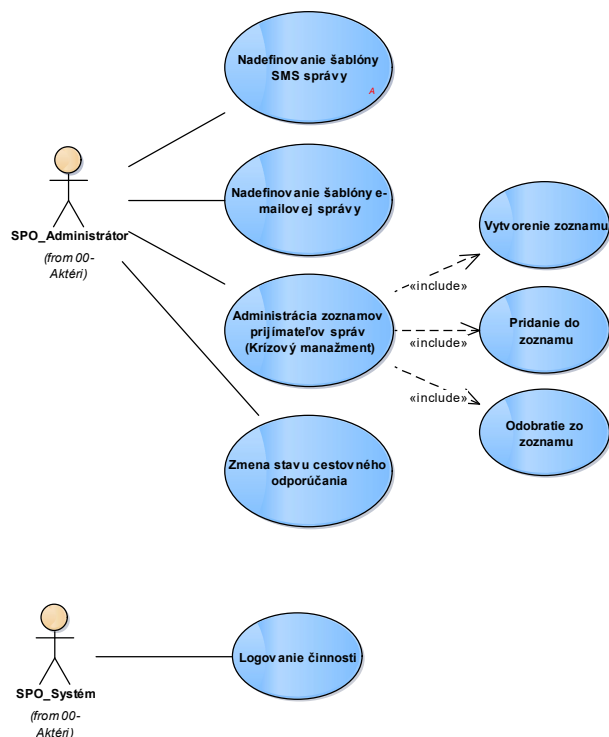 Nadefinovanie šablóny
SMS správy
A
SPO_Administrátor
(from 00-
Aktéri)
Nadefinovanie šablóny e-
mailovej správy
Administrácia zoznamov
prijímateľov správ
(Krízový manažment)
«include»
«include»
«include»
Vytvorenie zoznamu
Pridanie do
zoznamu
Odobratie zo
zoznamu
Zmena stavu cestovného
odporúčania
SPO_Systém
(from 00-
Aktéri)
Logovanie činnosti